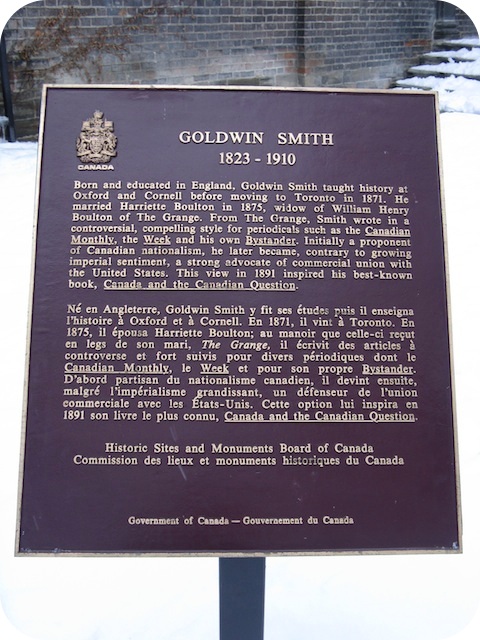 CANADA
GOLDWIN SMITH
1823 - 1910
Born and educated in England, Goldwin Smith taught history at
Oxford and Cornell before moving to Toronto in 1871. He
married Harriette Boulton in 1875, widow of William Henry
Boulton of The Grange. From The Grange, Smith wrote in a
controversial, compelling style for periodicals such as the Canadian
Monthly, the Week and his own Bystander. Initially a proponent
of Canadian nationalism, he later became, contrary to growing
imperial sentiment, a strong advocate of commercial union with
the United States. This view in 1891 inspired his best-known
book, Canada and the Canadian Question.
Né en Angleterre, Goldwin Smith y fit ses études puis il enseigna
l'histoire à Oxford et à Cornell. En 1871, il vint à Toronto. En
1875, il épousa Harriette Boulton; au manoir que celle-ci reçut
en legs de son mari, The Grange, il écrivit des articles à
controverse et fort suivis pour divers périodiques dont le
Canadian Monthly, le Week et pour son propre Bystander.
D'abord partisan du nationalisme canadien, il devint ensuite,
malgré l'impérialisme grandissant, un défenseur de l'union
commerciale avec les États-Unis. Cette option lui inspira en
1891 son livre le plus connu, Canada and the Canadian Question.
Historic Sites and Monuments Board of Canada
Commission des lieux et monuments historiques du Canada
Government of Canada — Gouvernement du Canada